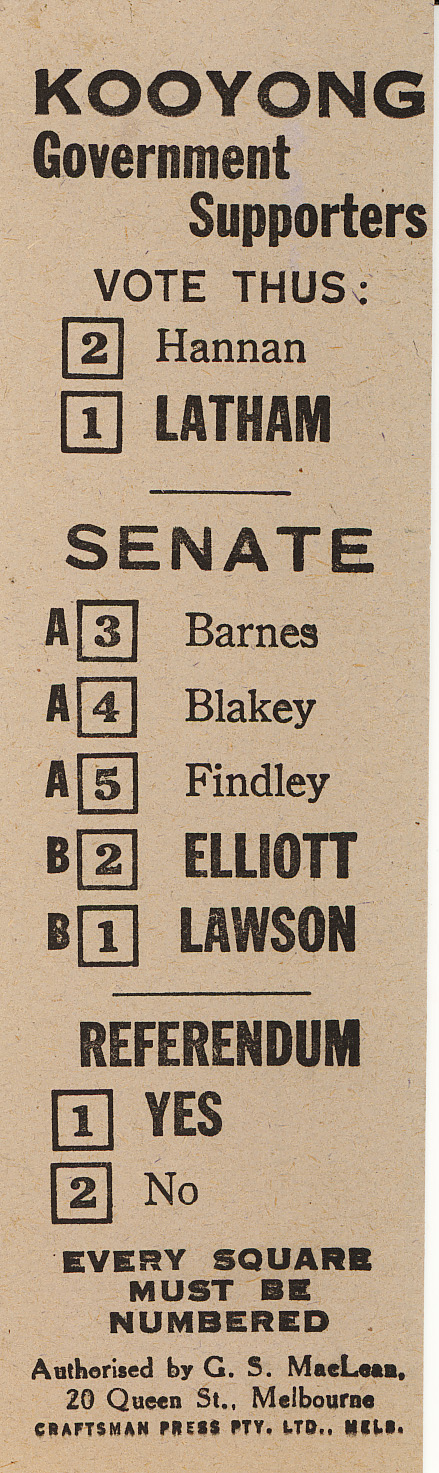 KOOYONG
Government
Supporters
VOTE THUS:
2 Hannan
1 LATHAM
SENATE
A 3 Barnes
A 4 Blakey
A 5 Findley
B 2 ELLIOTT
B 1 LAWSON
REFERENDUM
1 YES
2 No
EVERY SQUARE
MUST BE
NUMBERED
Authorised by G. S. MacLean,
20 Queen St., Melbourne
CRAFTSMAN PRESS PTY. LTD., MELB.